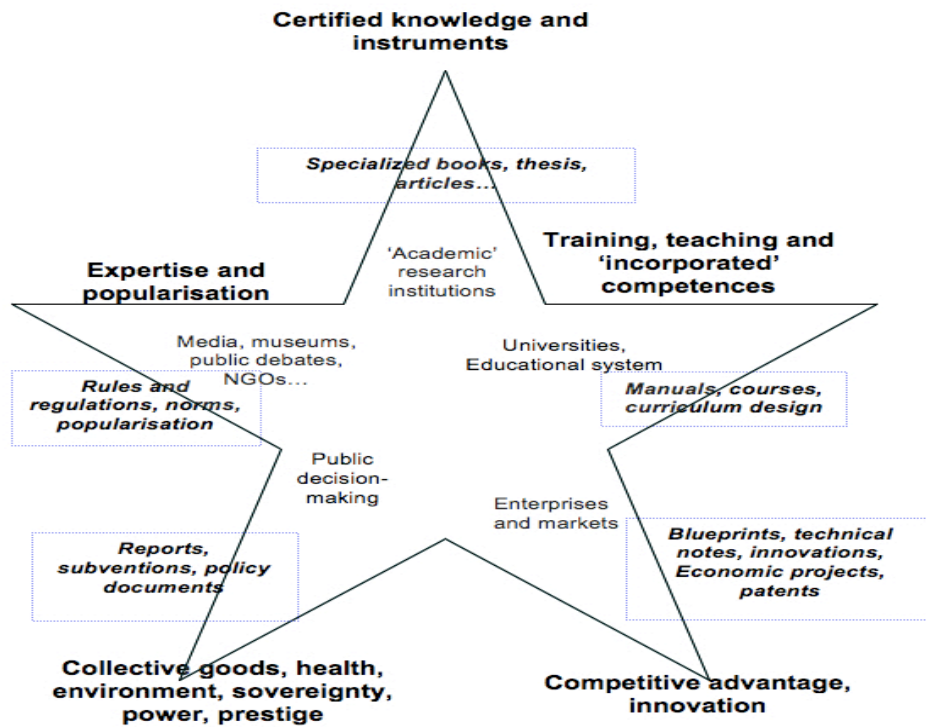 Certified knowledge and
instruments
Specialized books, thesis,
articles…
'Academic'
research
institutions
Training, teaching and
'incorporated'
competences
Expertise and
popularisation
Media, museums,
public debates,
NGOs…
Universities,
Educational system
Rules and
regulations, norms,
popularisation
Manuals, courses,
curriculum design
Public
decision-
making
Enterprises
and markets
Reports,
subventions, policy
documents
Blueprints, technical
notes, innovations,
Economic projects,
patents
Collective goods, health,
environment, sovereignty,
power, prestige
Competitive advantage,
innovation